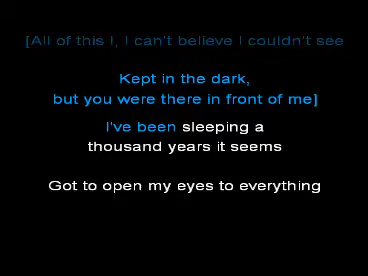 [All of this I, I can't believe I couldn't see
Kept in the dark,
but you were there in front of me]
I've been sleeping a
thousand years it seems
Got to open my eyes to everything